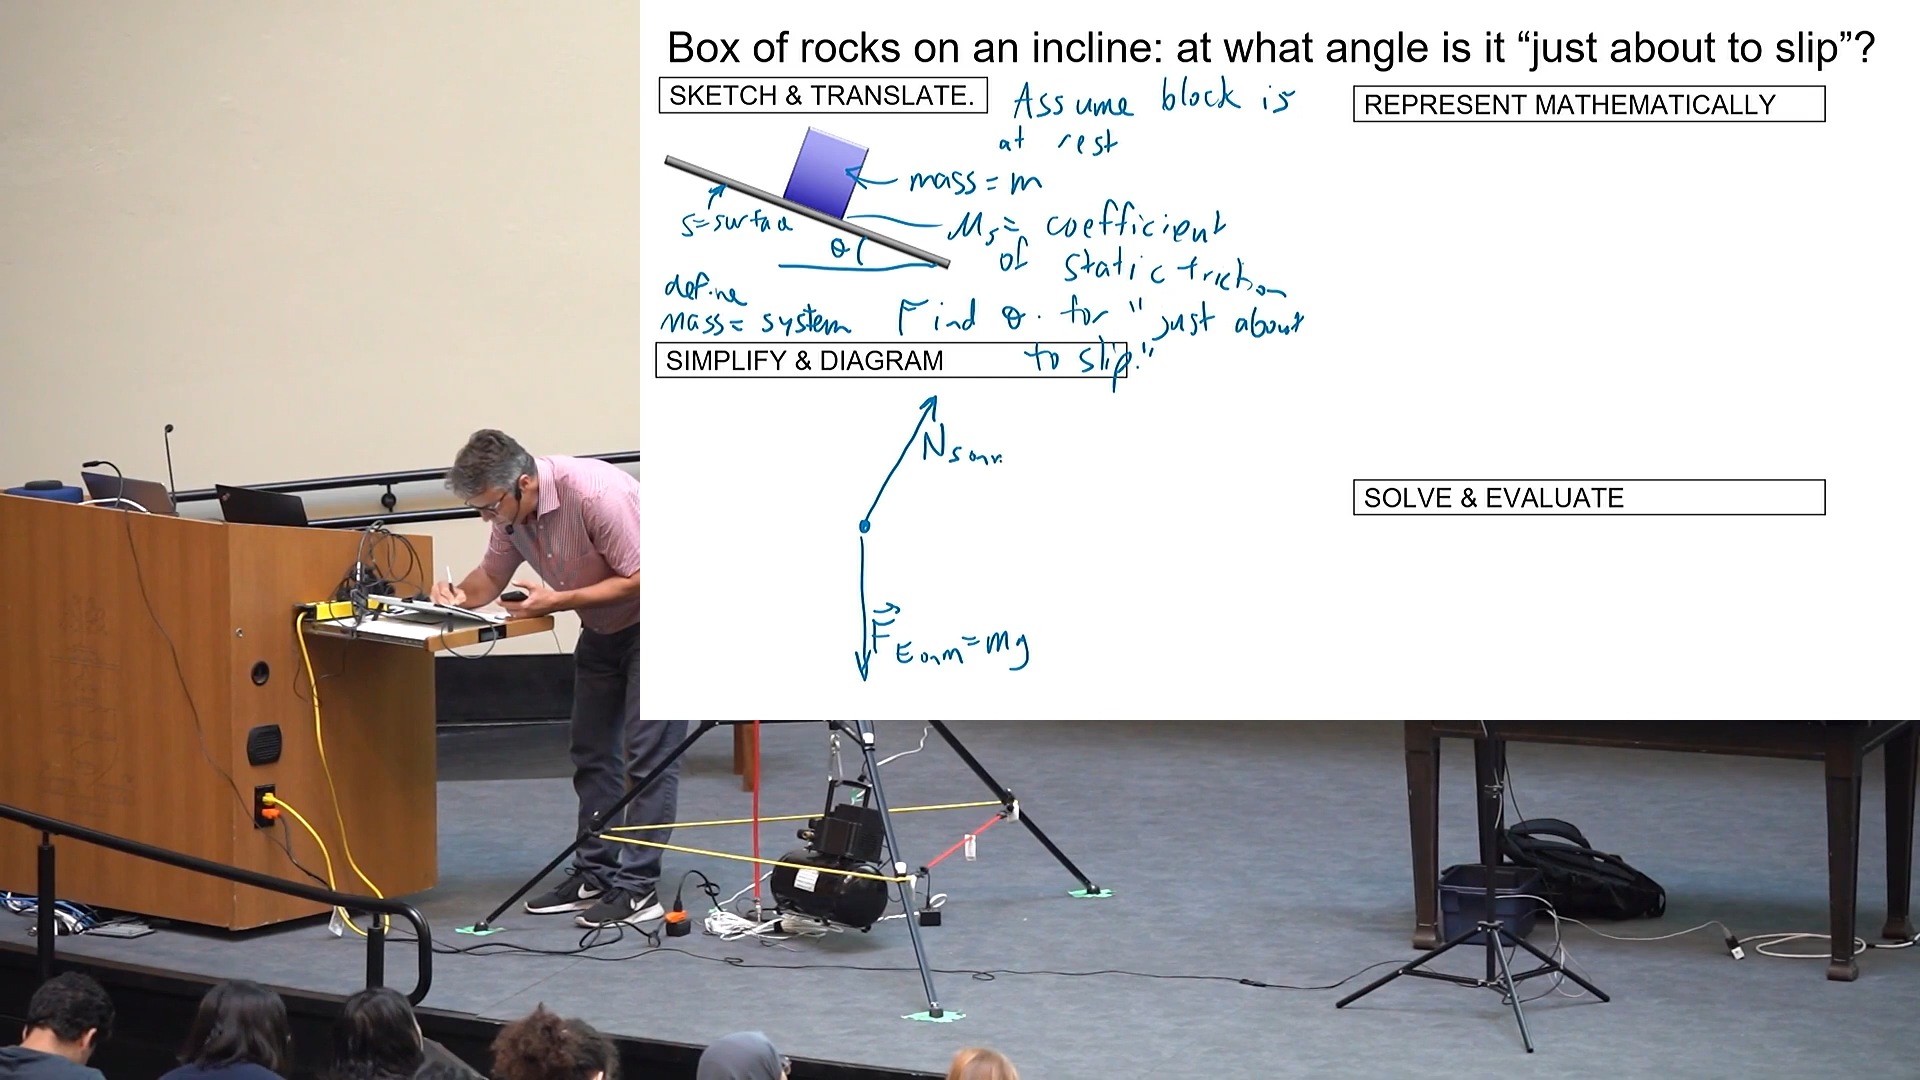 Box of rocks on an incline: at what angle is it “just about to slip”?
SKETCH & TRANSLATE.
Assume block is
at rest
mass = m
s = surface
μs = coefficient
of static friction
θ
define
mass = system
Find θ. for "just about
to slip."
SIMPLIFY & DIAGRAM
N s on m
F E on m = mg
REPRESENT MATHEMATICALLY
SOLVE & EVALUATE